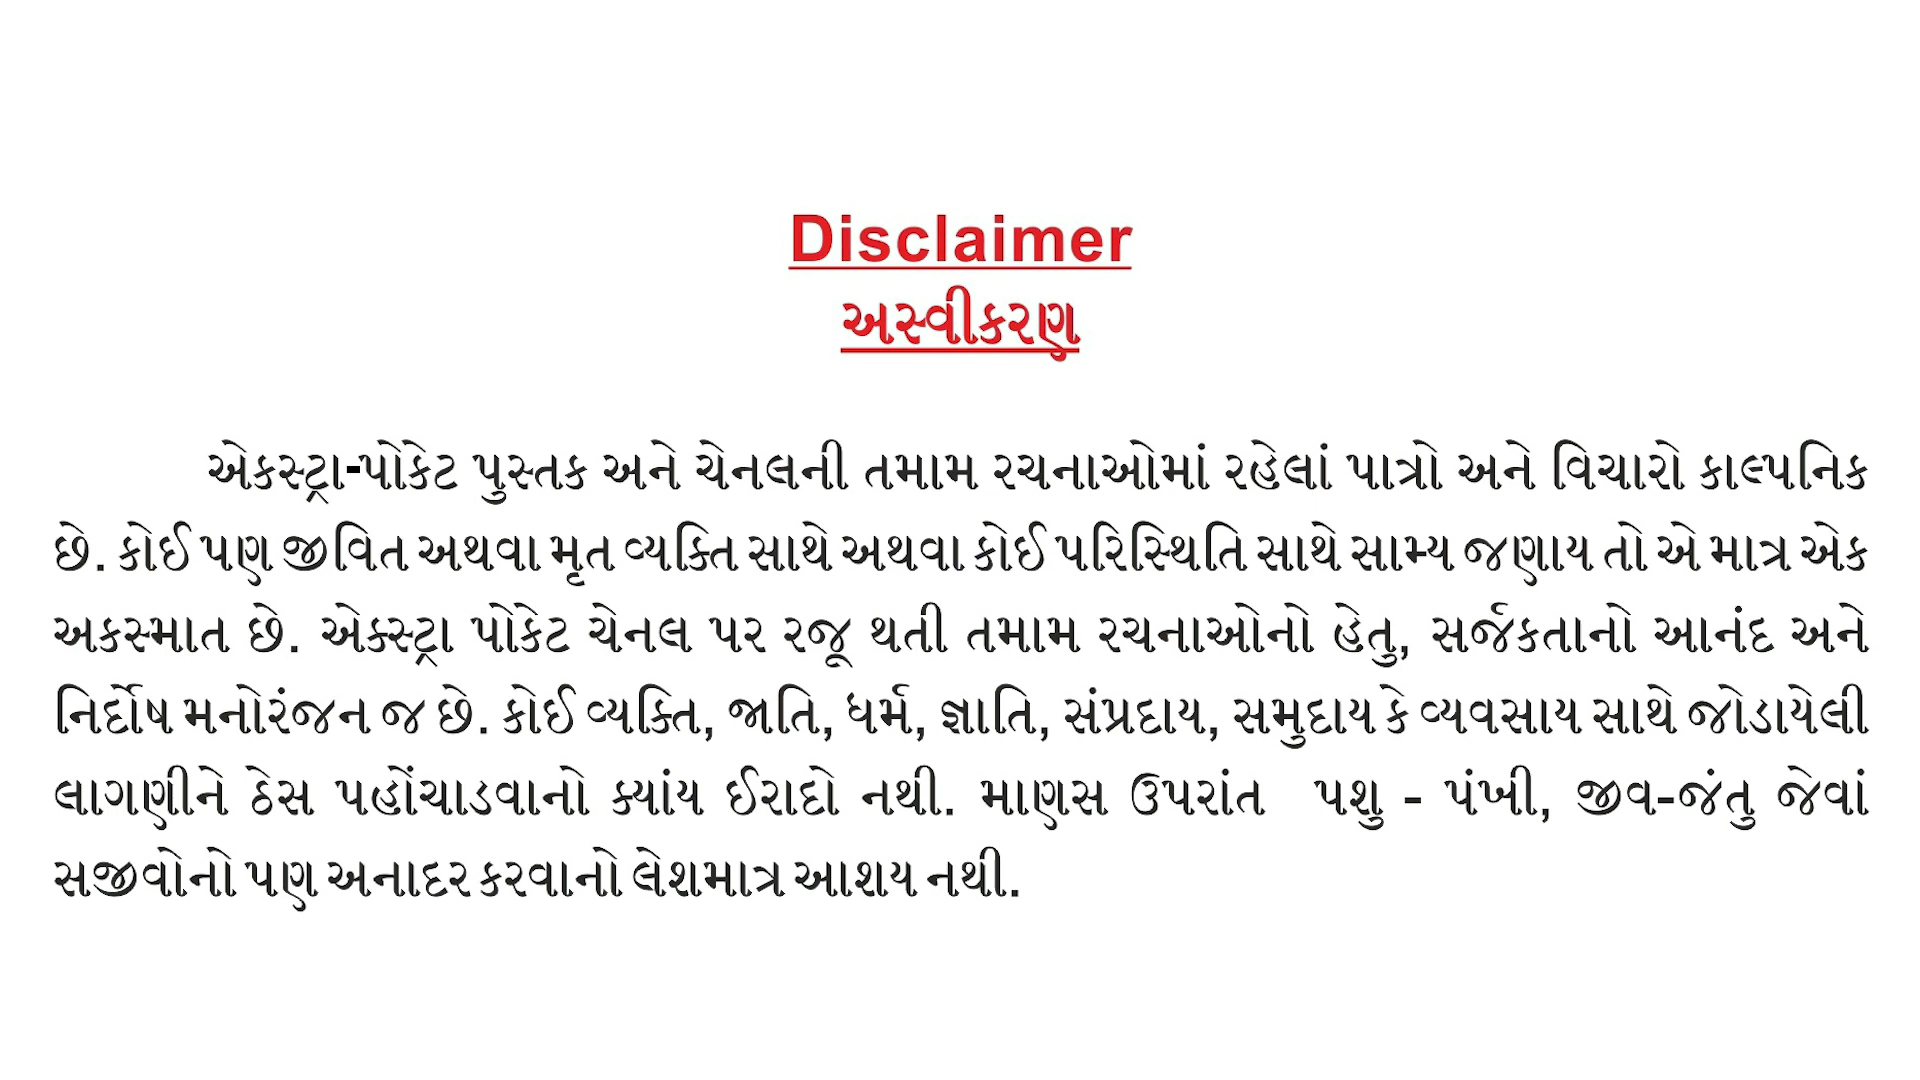 Disclaimer
અસ્વીકરણ
એકસ્ટ્રા-પોકેટ પુસ્તક અને ચેનલની તમામ રચનાઓમાં રહેલાં પાત્રો અને વિચારો કાલ્પનિક
છે. કોઈ પણ જીવિત અથવા મૃત વ્યક્તિ સાથે અથવા કોઈ પરિસ્થિતિ સાથે સામ્ય જણાય તો એ માત્ર એક
અકસ્માત છે. એક્સ્ટ્રા પોકેટ ચેનલ પર રજૂ થતી તમામ રચનાઓનો હેતુ, સર્જકતાનો આનંદ અને
નિર્દોષ મનોરંજન જ છે. કોઈ વ્યક્તિ, જાતિ, ધર્મ, જ્ઞાતિ, સંપ્રદાય, સમુદાય કે વ્યવસાય સાથે જોડાયેલી
લાગણીને ઠેસ પહોંચાડવાનો ક્યાંય ઈરાદો નથી. માણસ ઉપરાંત પશુ - પંખી, જીવ-જંતુ જેવાં
સજીવોનો પણ અનાદર કરવાનો લેશમાત્ર આશય નથી.